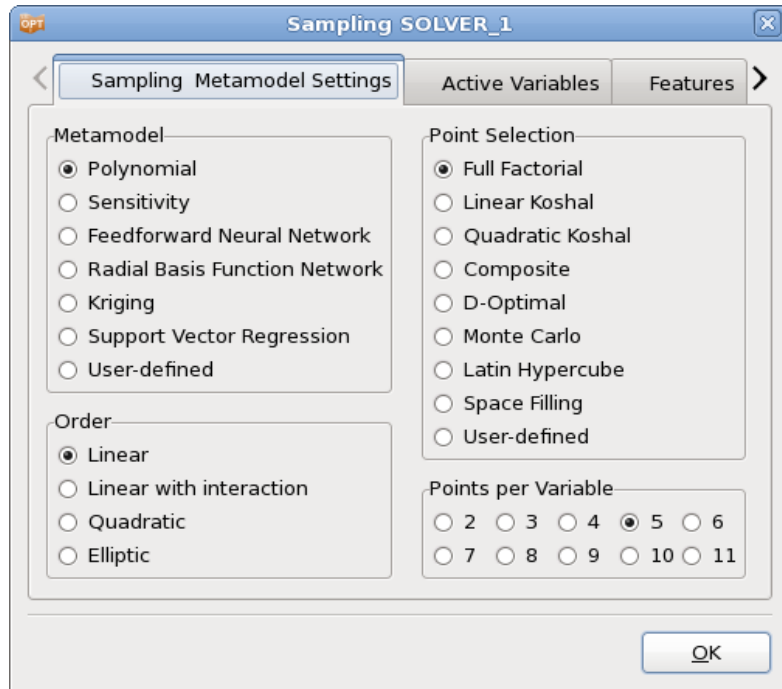 OPT
Sampling SOLVER_1
Sampling Metamodel Settings
Active Variables
Features
Metamodel
Polynomial
Sensitivity
Feedforward Neural Network
Radial Basis Function Network
Kriging
Support Vector Regression
User-defined
Order
Linear
Linear with interaction
Quadratic
Elliptic
Point Selection
Full Factorial
Linear Koshal
Quadratic Koshal
Composite
D-Optimal
Monte Carlo
Latin Hypercube
Space Filling
User-defined
Points per Variable
2 3 4 5 6
7 8 9 10 11
OK